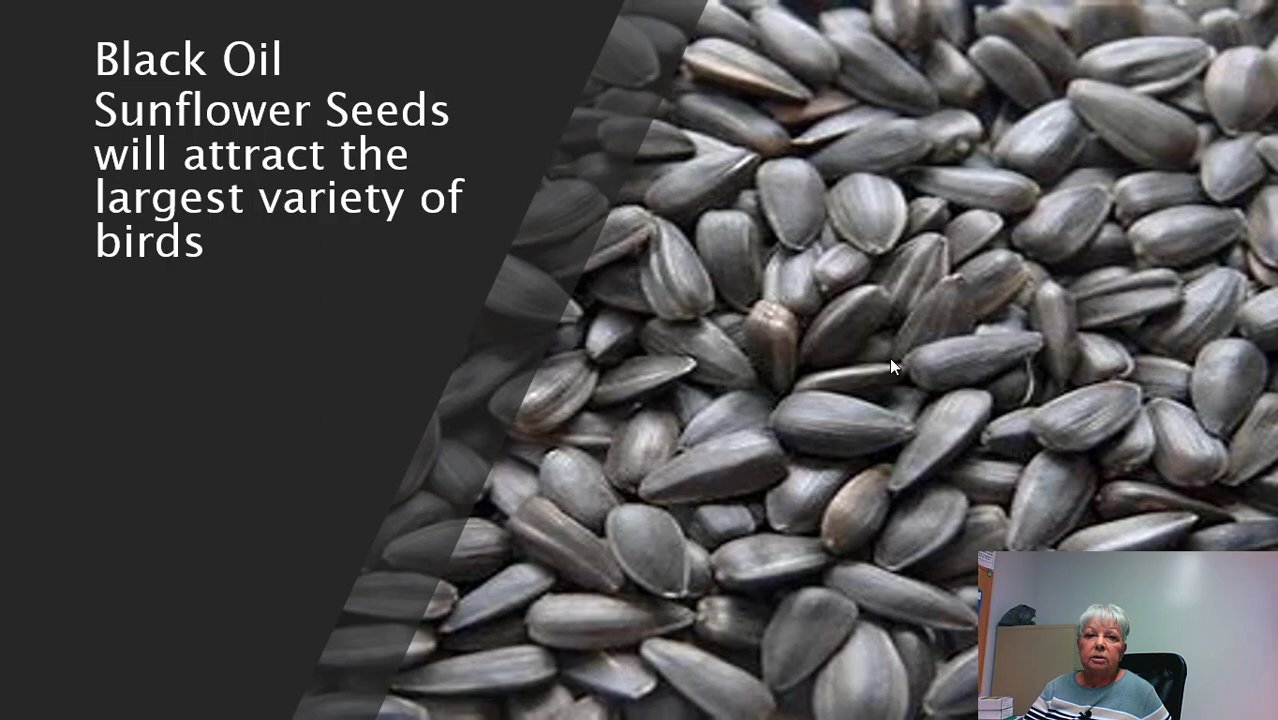 Black Oil
Sunflower Seeds
will attract the
largest variety of
birds